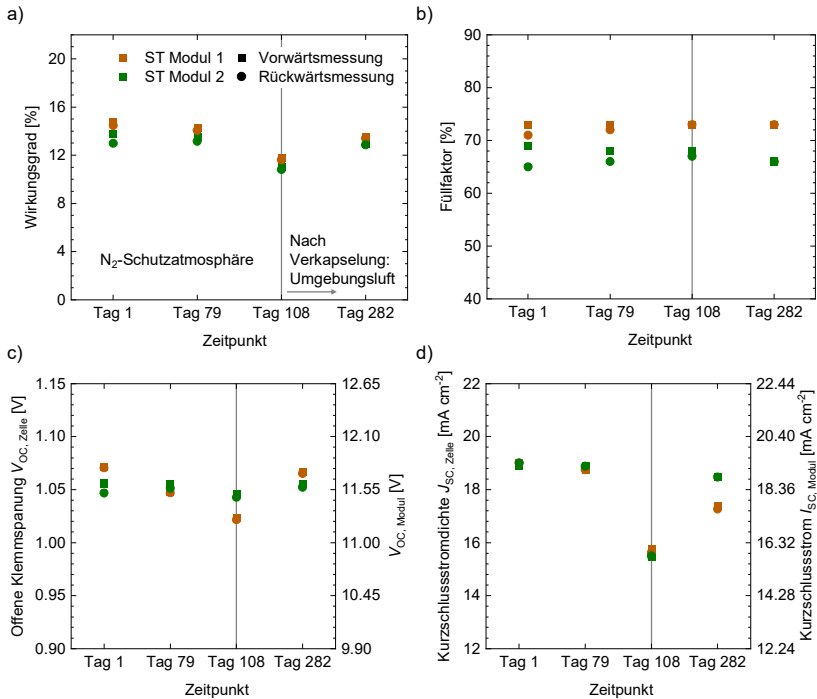 a)
22
20
16
12
8
4
0
Wirkungsgrad [%]
ST Modul 1
ST Modul 2
Vorwärtsmessung
Rückwärtsmessung
N2-Schutzatmosphäre
Nach
Verkapselung:
Umgebungsluft
Tag 1 Tag 79 Tag 108 Tag 282
Zeitpunkt
b)
90
80
70
60
50
40
Füllfaktor [%]
Tag 1 Tag 79 Tag 108 Tag 282
Zeitpunkt
c)
1.15
1.10
1.05
1.00
0.95
0.90
Offene Klemmspanung VOC, Zelle [V]
12.65
12.10
11.55
11.00
10.45
9.90
VOC, Modul [V]
Tag 1 Tag 79 Tag 108 Tag 282
Zeitpunkt
d)
22
20
18
16
14
12
Kurzschlussstromdichte JSC, Zelle [mA cm-2]
22.44
20.40
18.36
16.32
14.28
12.24
Kurzschlussstrom ISC, Modul [mA cm-2]
Tag 1 Tag 79 Tag 108 Tag 282
Zeitpunkt